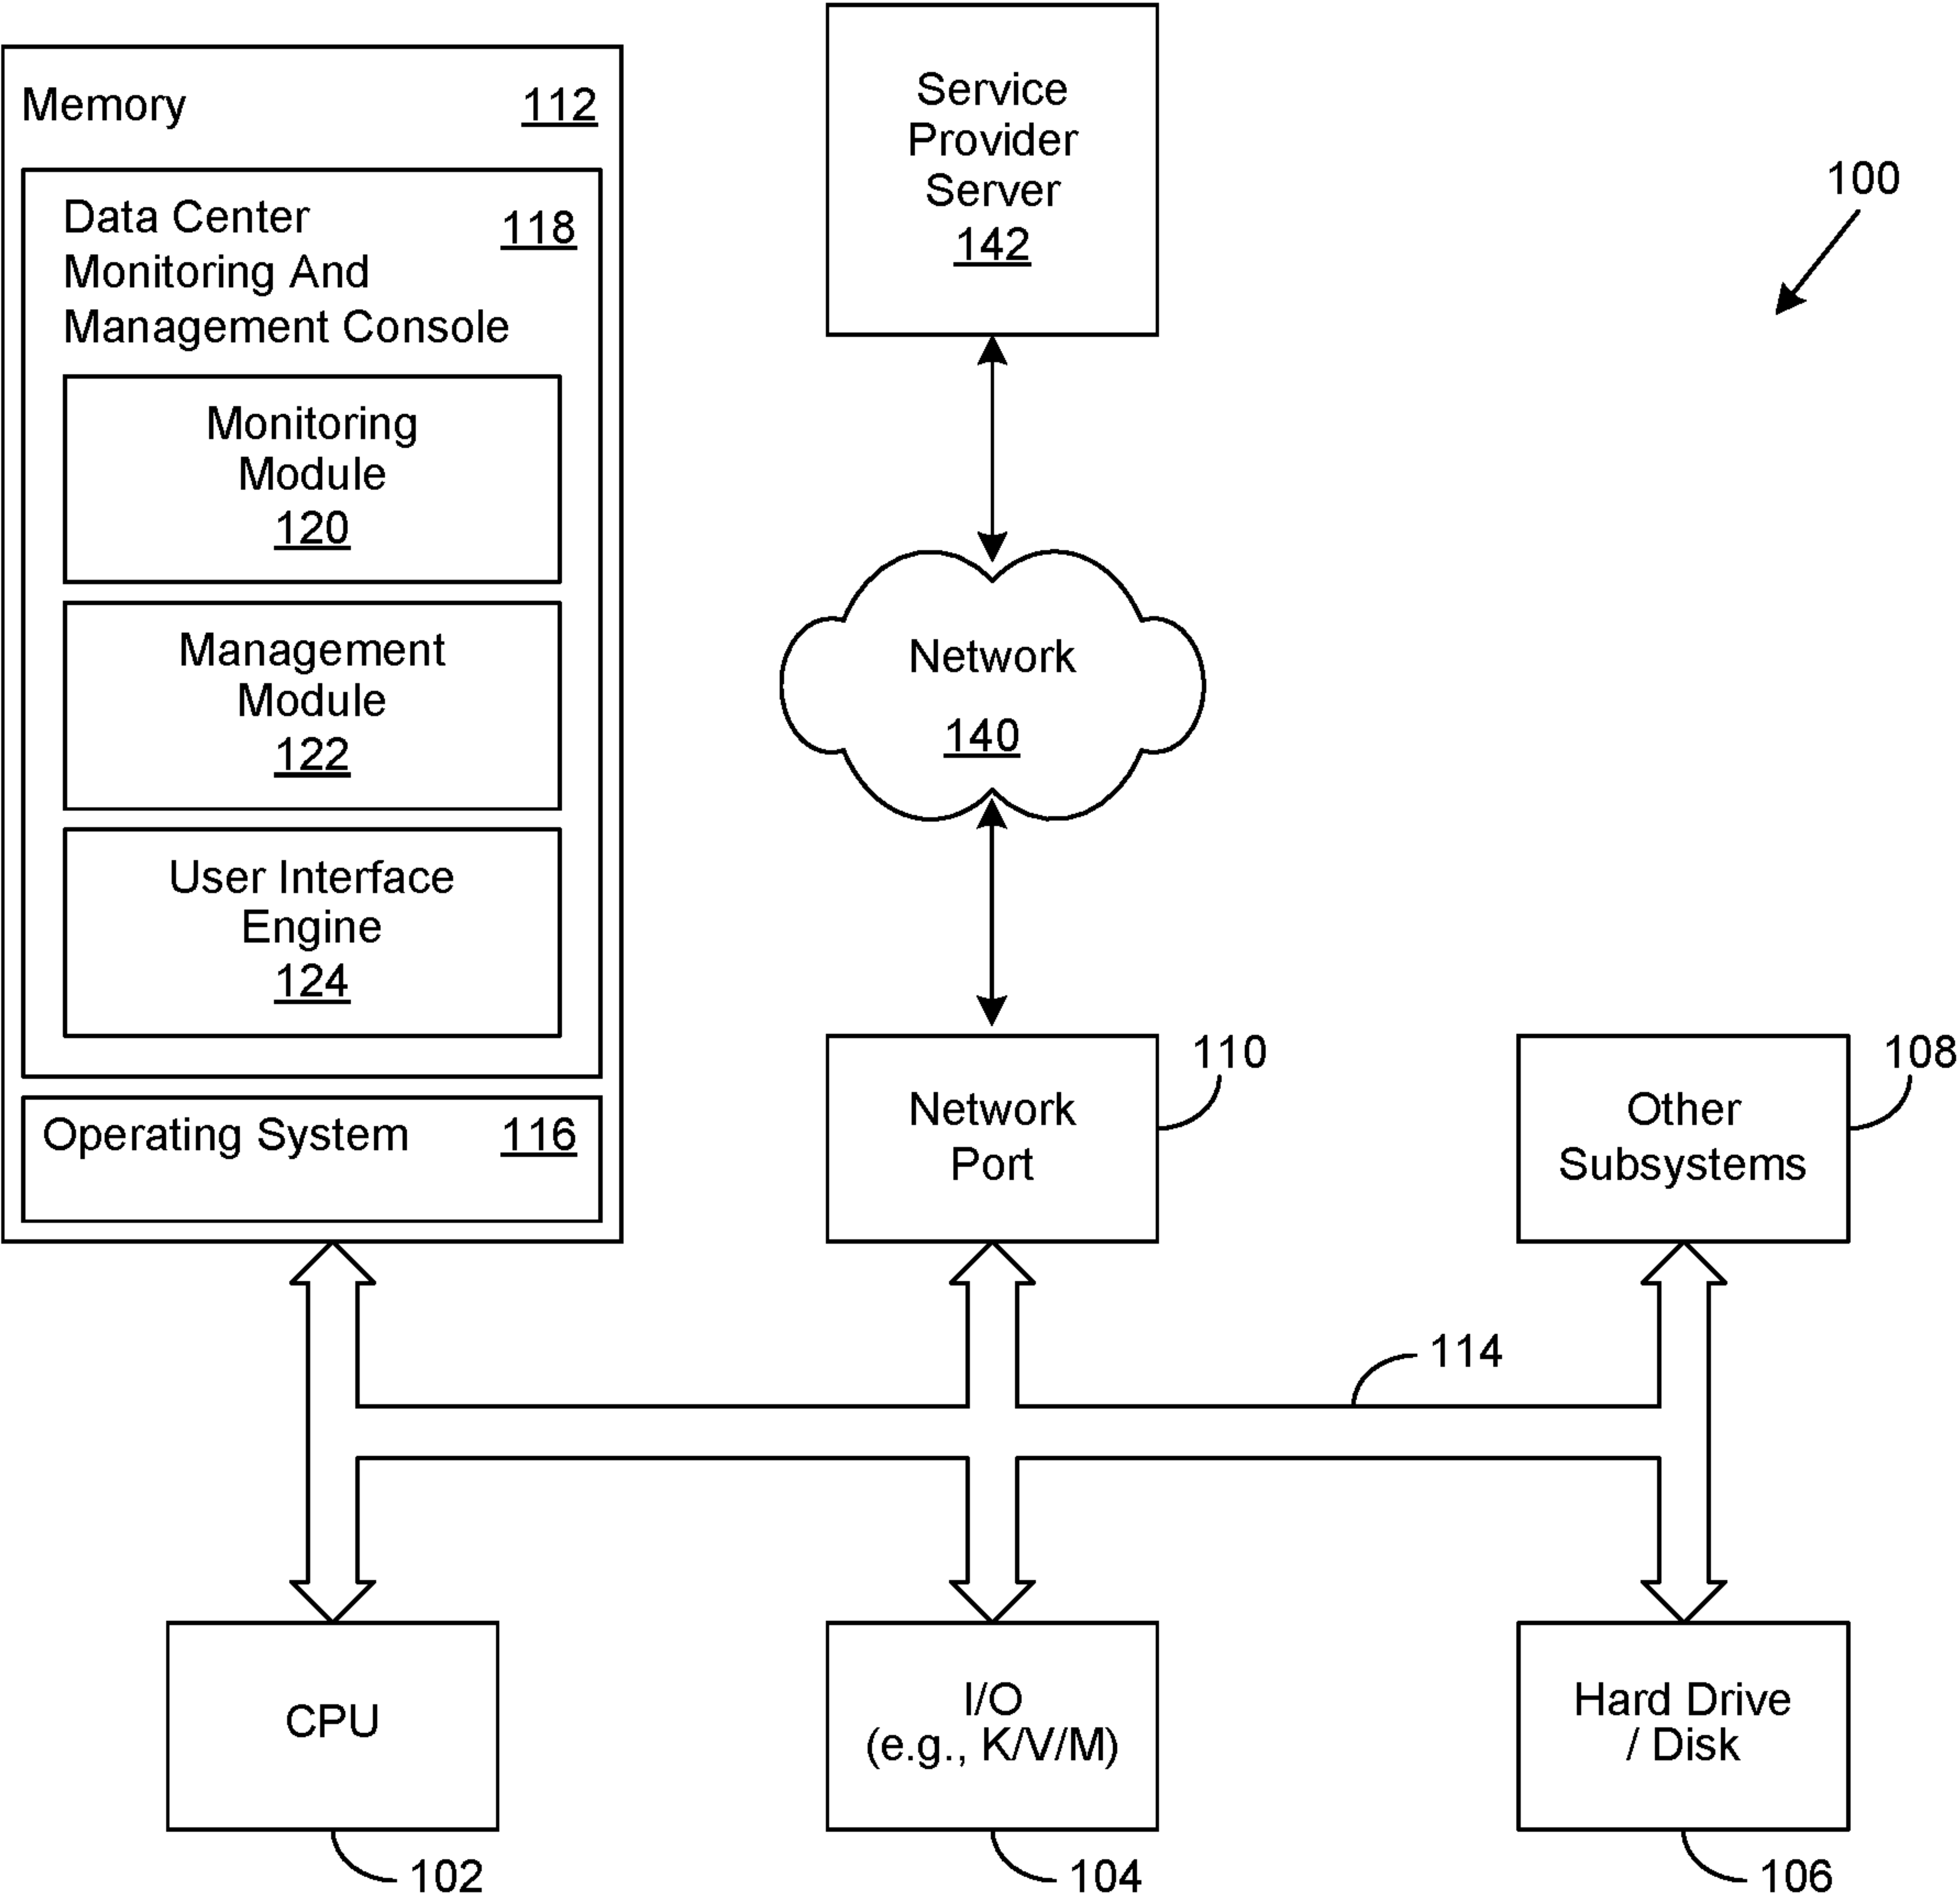 Memory 112
Data Center 118
Monitoring And
Management Console
Monitoring
Module
120
Management
Module
122
User Interface
Engine
124
Operating System 116
Service
Provider
Server
142
100
Network
140
Network
Port
110
Other
Subsystems
108
114
CPU
102
I/O
(e.g., K/V/M)
104
Hard Drive
/ Disk
106